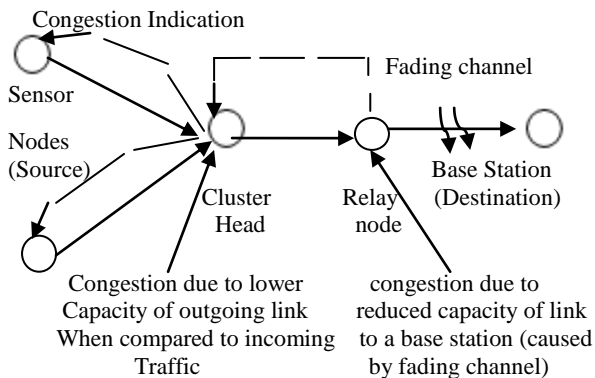 Congestion Indication
Fading channel
Sensor
Nodes
(Source)
Cluster
Head
Relay
node
Base Station
(Destination)
Congestion due to lower
Capacity of outgoing link
When compared to incoming
Traffic
congestion due to
reduced capacity of link
to a base station (caused
by fading channel)